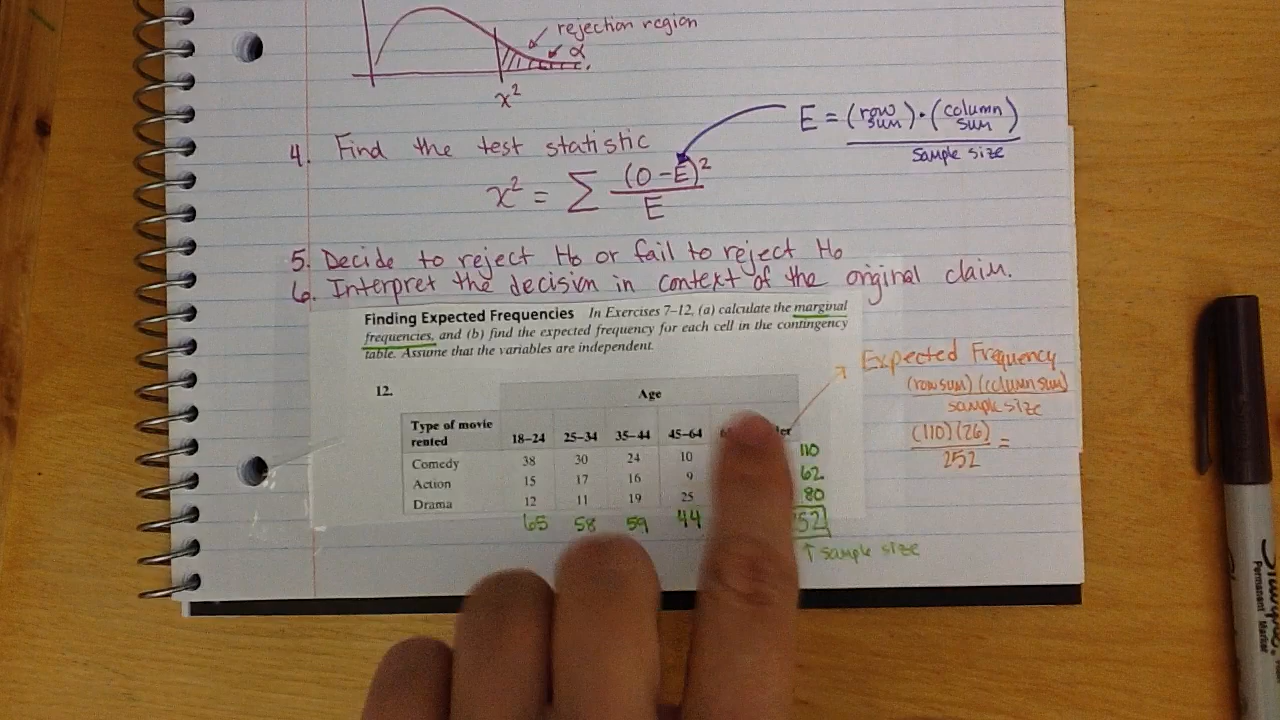 rejection region
α
x²
E = (row sum) · (column sum)
sample size
4. Find the test statistic
x² = Σ (O-E)²
E
5. Decide to reject Ho or fail to reject Ho
6. Interpret the decision in context of the original claim.
Finding Expected Frequencies In Exercises 7–12, (a) calculate the marginal
frequencies, and (b) find the expected frequency for each cell in the contingency
table. Assume that the variables are independent.
Expected Frequency
(row sum)(column sum)
sample size
(110)(26) =
252
12.
Age
Type of movie
rented 18–24 25–34 35–44 45–64
Comedy 38 30 24 10 110
Action 15 17 16 9 62
Drama 12 11 19 25 80
65 58 59 44 252
↑ sample size
Permanent Marker